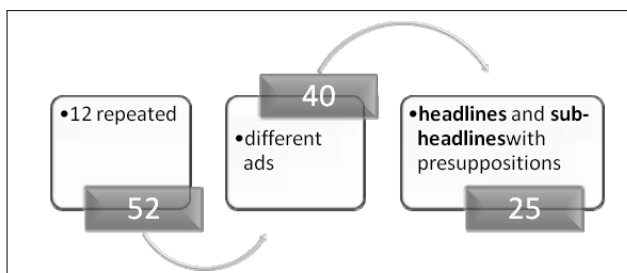 •12 repeated
52
40
•different
ads
•headlines and sub-
headlineswith
presuppositions
25